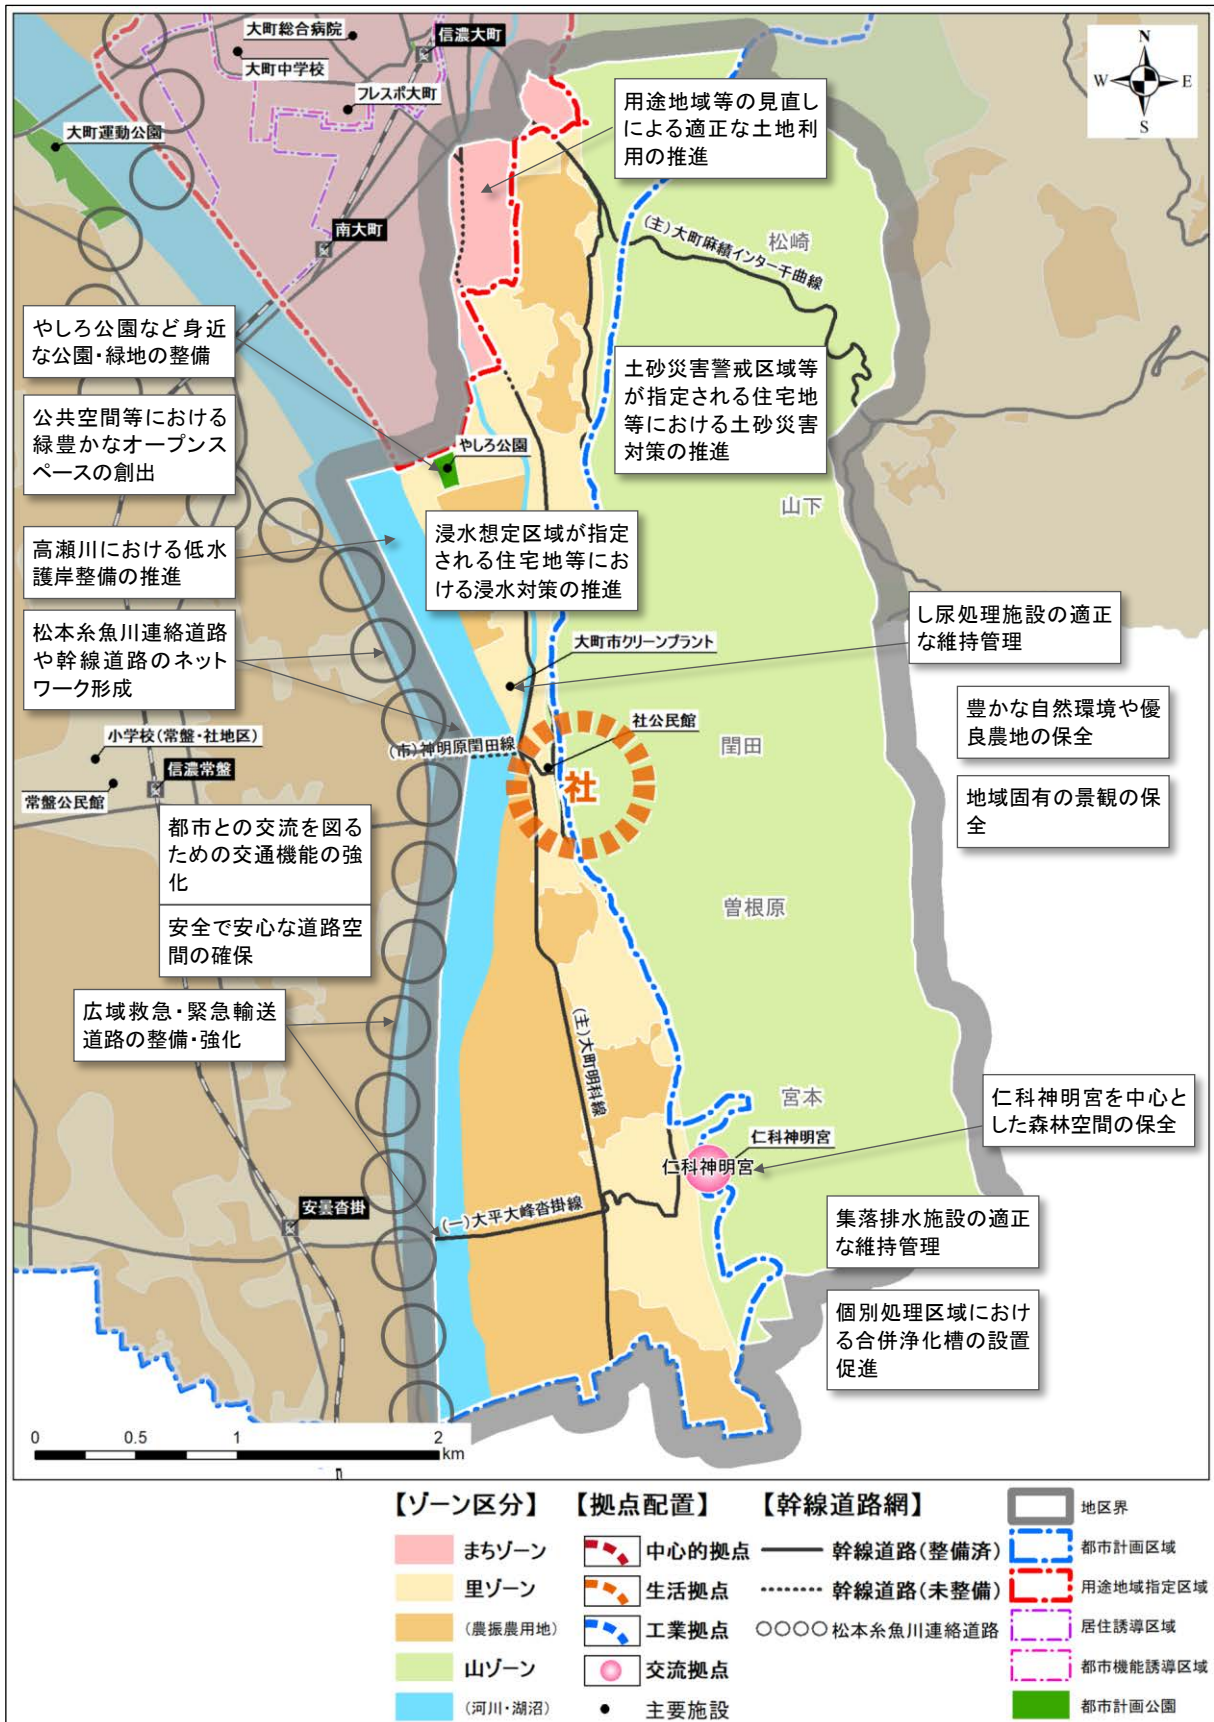 大町総合病院
信濃大町
大町中学校
フレスポ大町
大町運動公園
南大町
N
W
E
S
用途地域等の見直し
による適正な土地利
用の推進
(主)大町麻績インター千曲線
松崎
やしろ公園など身近
な公園・緑地の整備
土砂災害警戒区域等
が指定される住宅地
等における土砂災害
対策の推進
公共空間等における
緑豊かなオープンス
ペースの創出
やしろ公園
山下
高瀬川における低水
護岸整備の推進
浸水想定区域が指定
される住宅地等にお
ける浸水対策の推進
し尿処理施設の適正
な維持管理
松本糸魚川連絡道路
や幹線道路のネット
ワーク形成
大町市クリーンプラント
豊かな自然環境や優
良農地の保全
社公民館
小学校(常盤・社地区)
(市)神明原閏田線
閏田
信濃常盤
常盤公民館
社
地域固有の景観の保
全
都市との交流を図る
ための交通機能の強
化
曽根原
安全で安心な道路空
間の確保
広域救急・緊急輸送
道路の整備・強化
(主)大町明科線
宮本
仁科神明宮を中心と
した森林空間の保全
仁科神明宮
仁科神明宮
安曇沓掛
(一)大平大峰沓掛線
集落排水施設の適正
な維持管理
個別処理区域におけ
る合併浄化槽の設置
促進
0
0.5
1
2
km
【ゾーン区分】
まちゾーン
里ゾーン
(農振農用地)
山ゾーン
(河川・湖沼)
【拠点配置】
中心的拠点
生活拠点
工業拠点
交流拠点
主要施設
【幹線道路網】
幹線道路(整備済)
幹線道路(未整備)
松本糸魚川連絡道路
地区界
都市計画区域
用途地域指定区域
居住誘導区域
都市機能誘導区域
都市計画公園